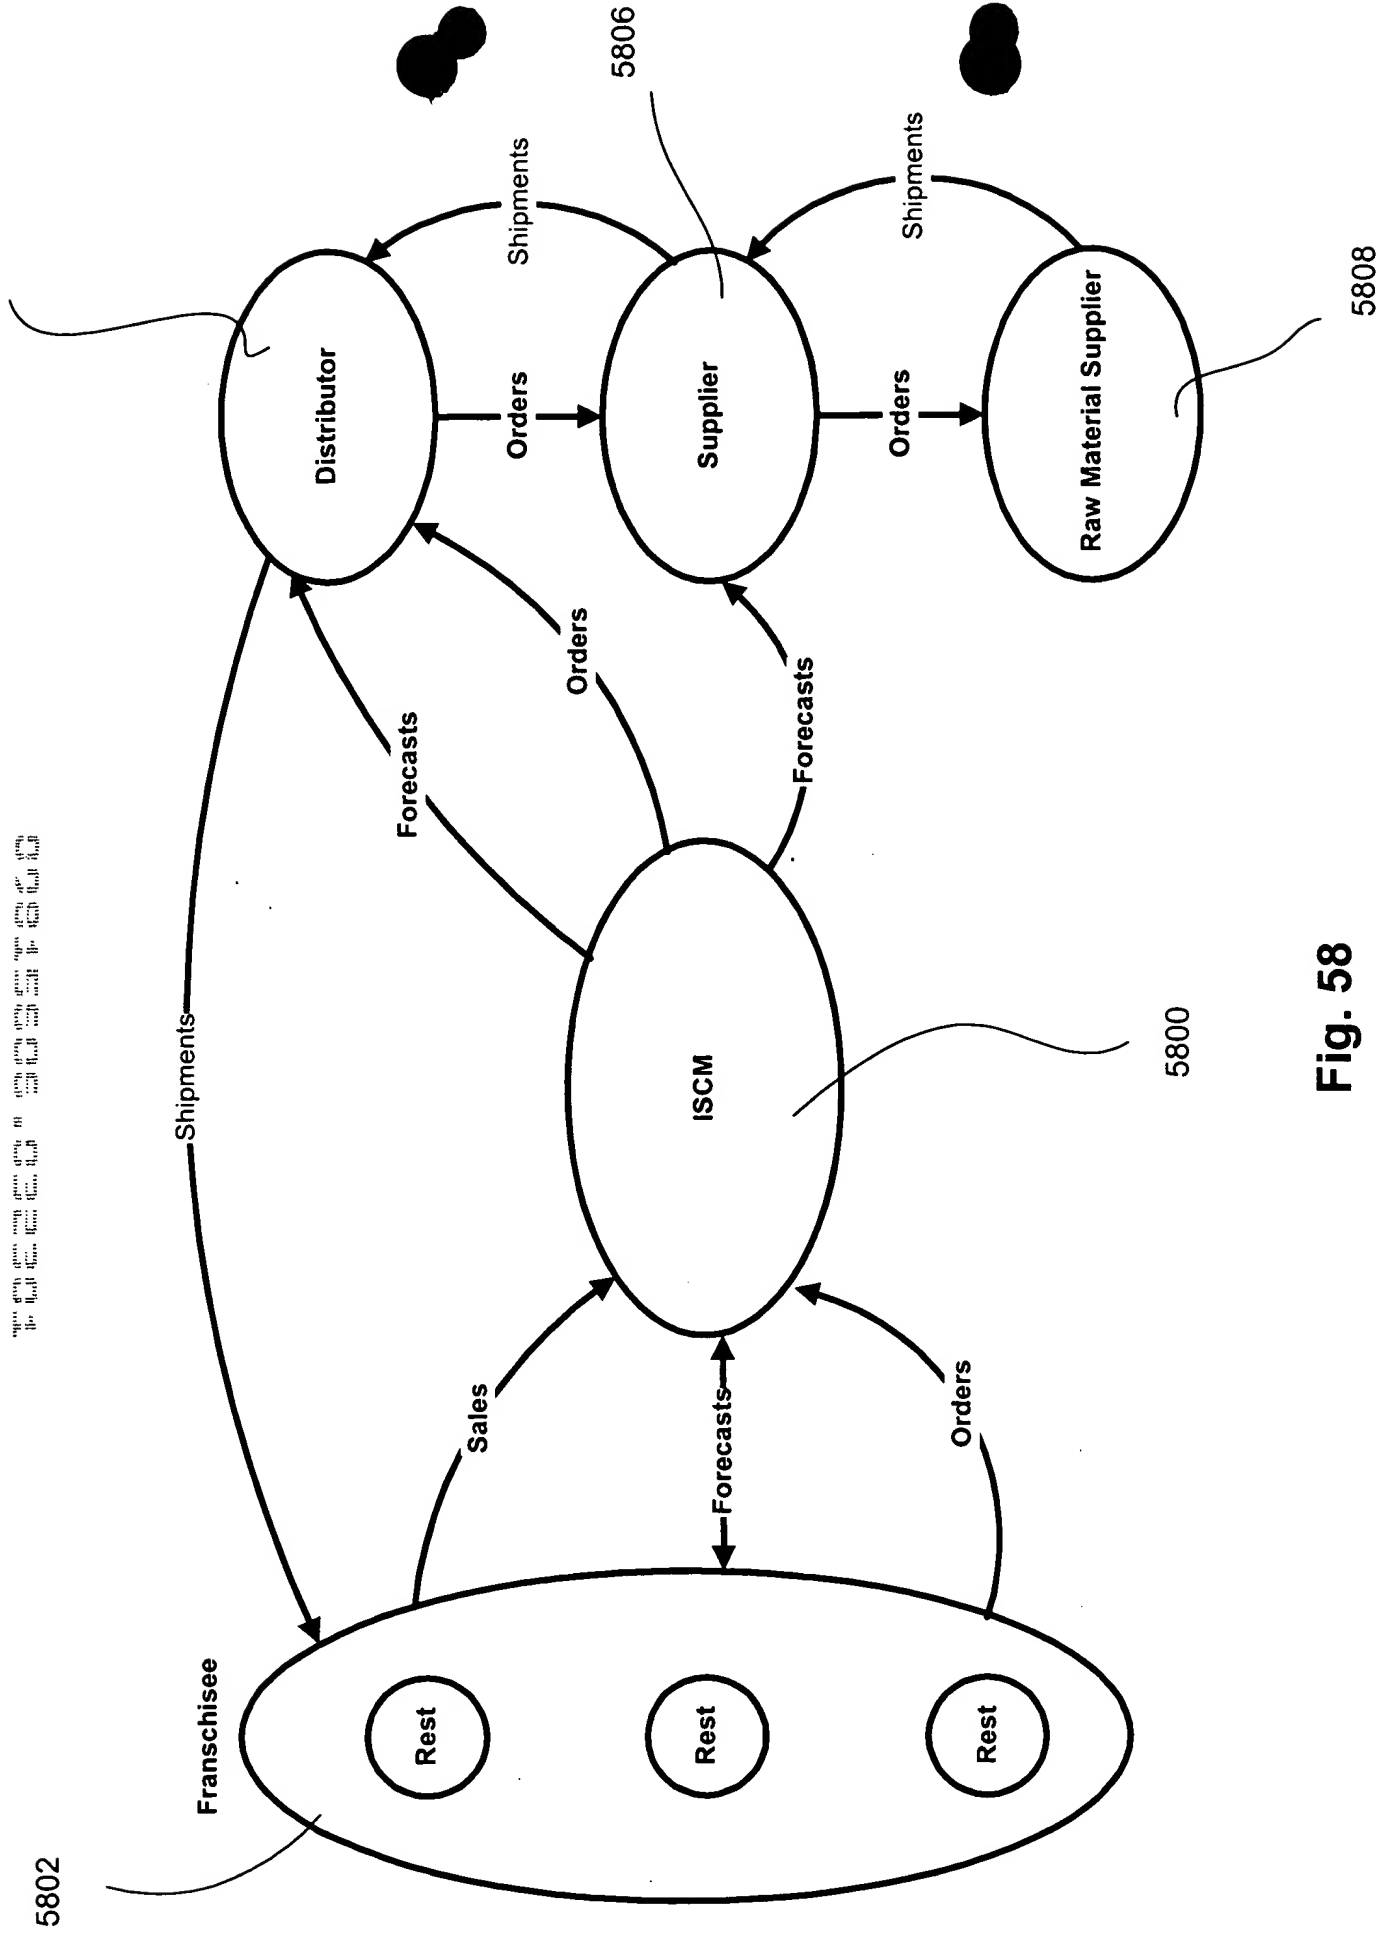 5802
Franschisee
Rest
Rest
Rest
Shipments
Sales
Forecasts
Orders
ISCM
5800
Forecasts
Orders
Forecasts
Distributor
Orders
Shipments
Supplier
5806
Orders
Shipments
Raw Material Supplier
5808
Fig. 58